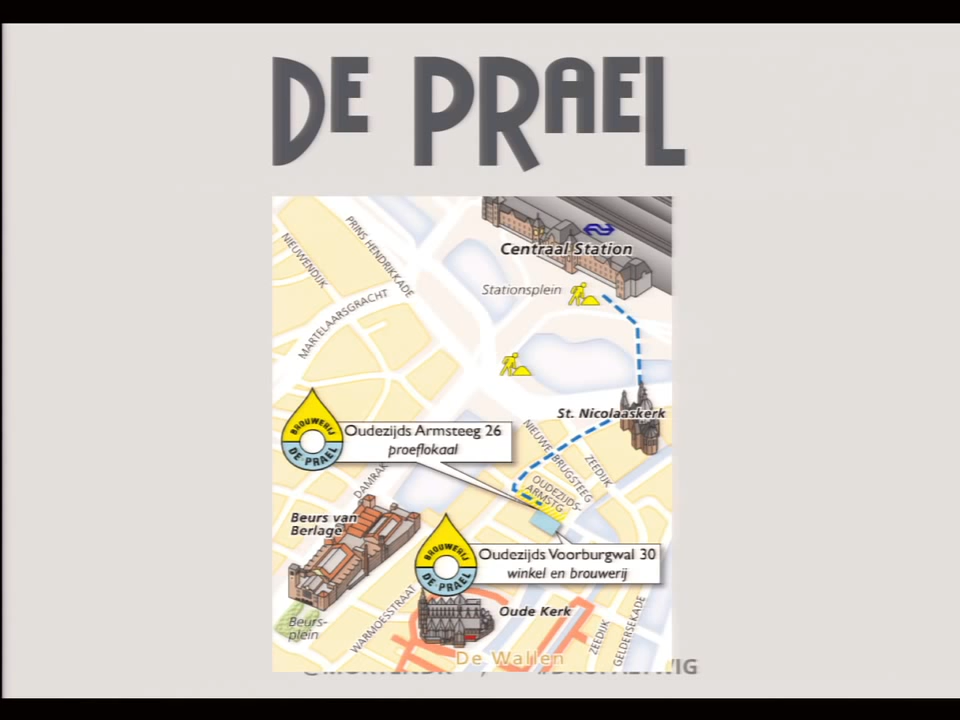 DE PRAEL
Centraal Station
Stationsplein
PRINS HENDRIKKADE
NIEUWENDIJK
MARTELAARSGRACHT
St. Nicolaaskerk
BROUWERIJ
DE PRAEL
Oudezijds Armsteeg 26
proeflokaal
NIEUWE
BRUGSTEEG
ZEEDIJK
OUDEZIJDS-
ARMSTG
DAMRAK
Beurs van
Berlage
BROUWERIJ
DE PRAEL
Oudezijds Voorburgwal 30
winkel en brouwerij
Oude Kerk
Beurs-
plein
WARMOESSTRAAT
ZEEDIJK
GELDERSEKADE
De Wallen